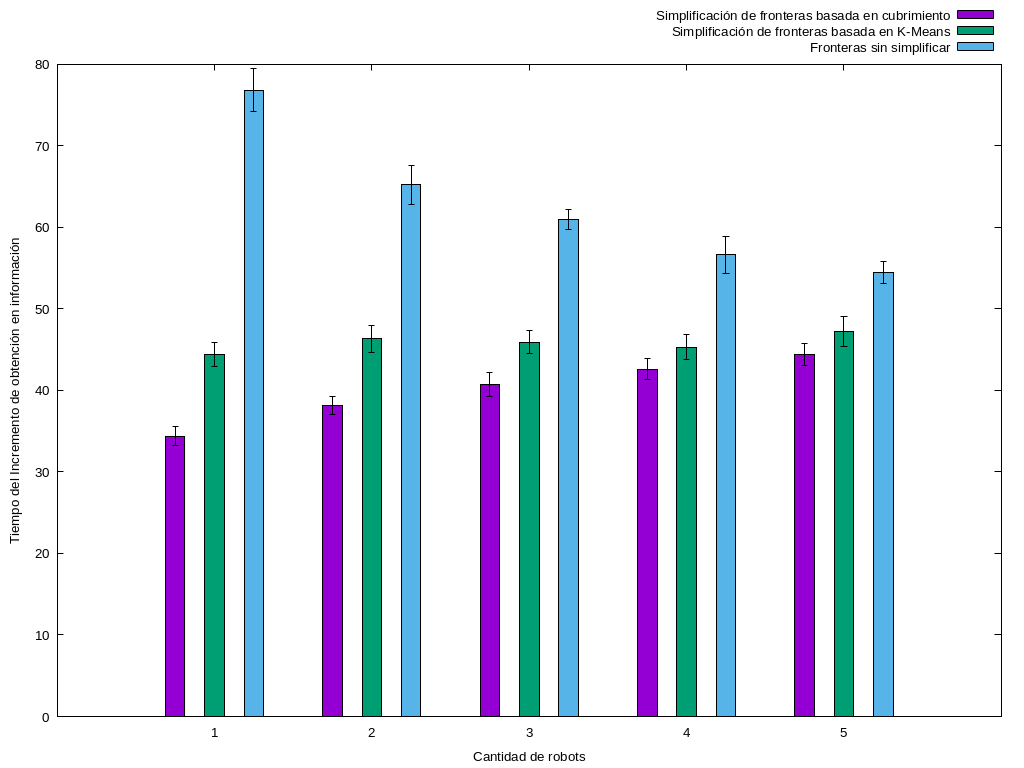 Simplificación de fronteras basada en cubrimiento
Simplificación de fronteras basada en K-Means
Fronteras sin simplificar
80
70
60
50
40
30
20
10
0
Tiempo del Incremento de obtención en información
1 2 3 4 5
Cantidad de robots